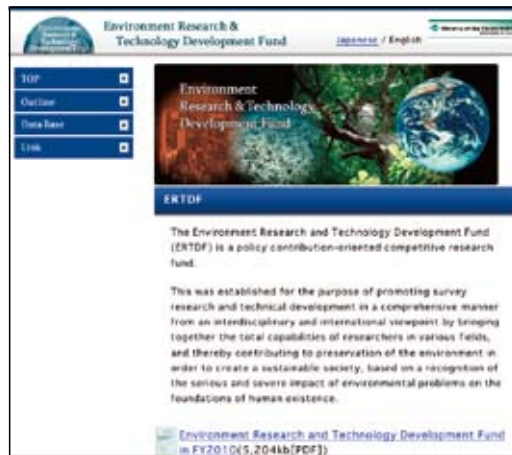 Environment Research &
Technology Development Fund
Japanese / English
TOP
Outline
Data Base
Link
Environment
Research & Technology
Development Fund
ERTDF
The Environment Research and Technology Development Fund
(ERTDF) is a policy contribution-oriented competitive research
fund.
This was established for the purpose of promoting survey
research and technical development in a comprehensive manner
from an interdisciplinary and international viewpoint by bringing
together the total capabilities of researchers in various fields,
and thereby contributing to preservation of the environment in
order to create a sustainable society, based on a recognition of
the serious and severe impact of environmental problems on the
foundations of human existence.
Environment Research and Technology Development Fund
in FY2010(5,204kb[PDF])